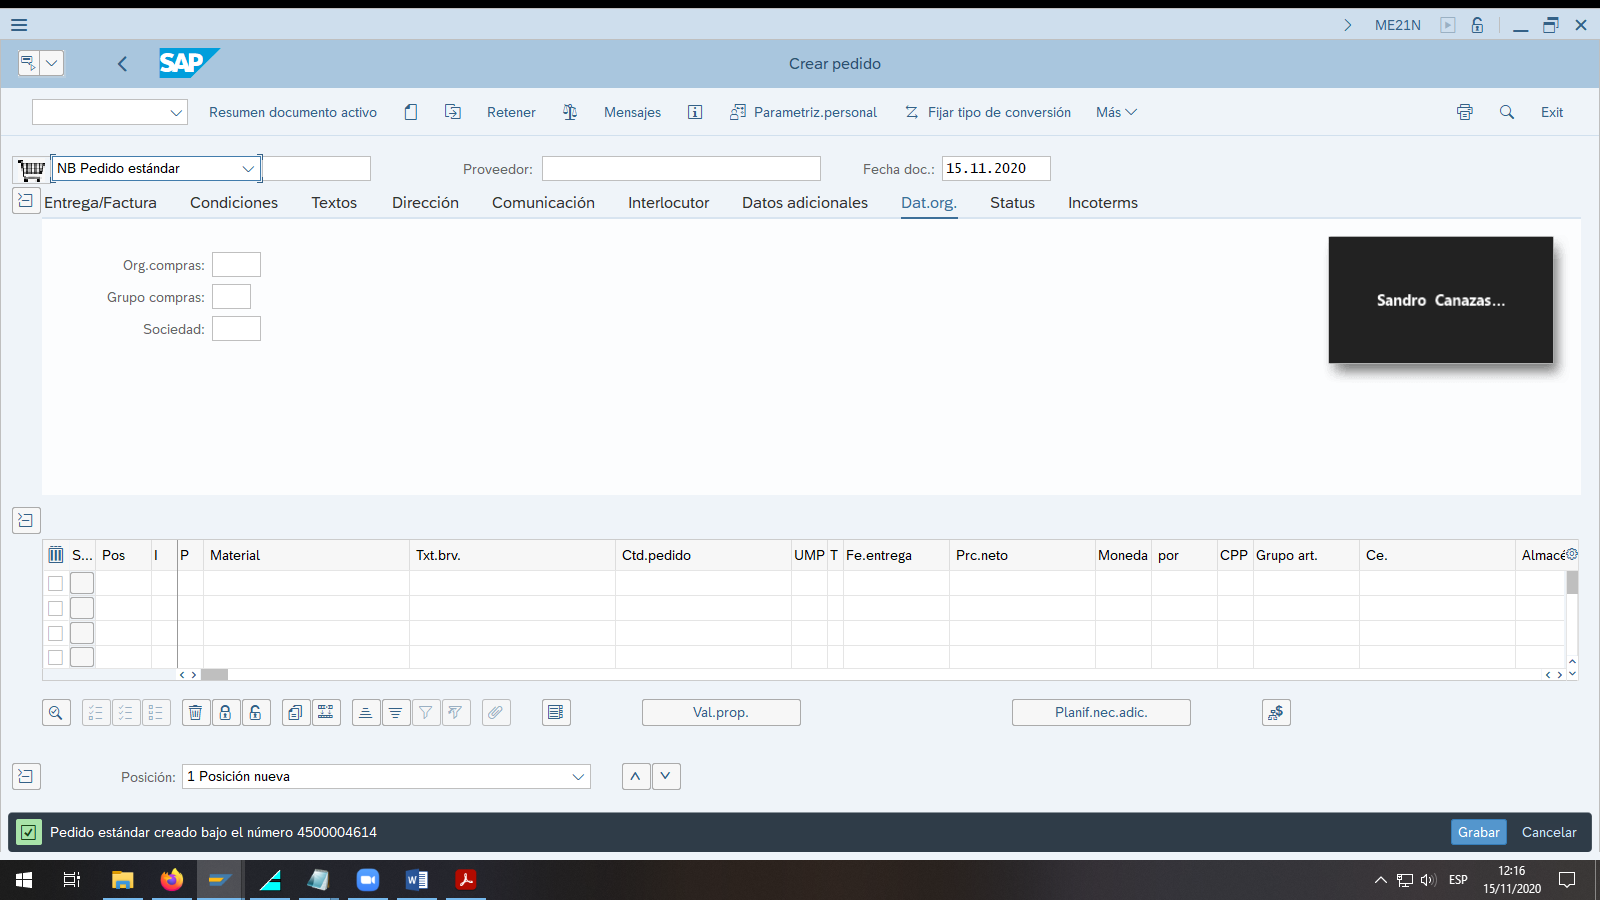 ME21N
SAP
Crear pedido
Resumen documento activo Retener Mensajes Parametriz.personal Fijar tipo de conversión Más Exit
NB Pedido estándar Proveedor: Fecha doc.: 15.11.2020
Entrega/Factura Condiciones Textos Dirección Comunicación Interlocutor Datos adicionales Dat.org. Status Incoterms
Org.compras:
Grupo compras:
Sociedad:
Sandro Canazas...
S... Pos I P Material Txt.brv. Ctd.pedido UMP T Fe.entrega Prc.neto Moneda por CPP Grupo art. Ce. Almacé
Val.prop. Planif.nec.adic.
Posición: 1 Posición nueva
Pedido estándar creado bajo el número 4500004614 Grabar Cancelar
ESP 12:16
15/11/2020